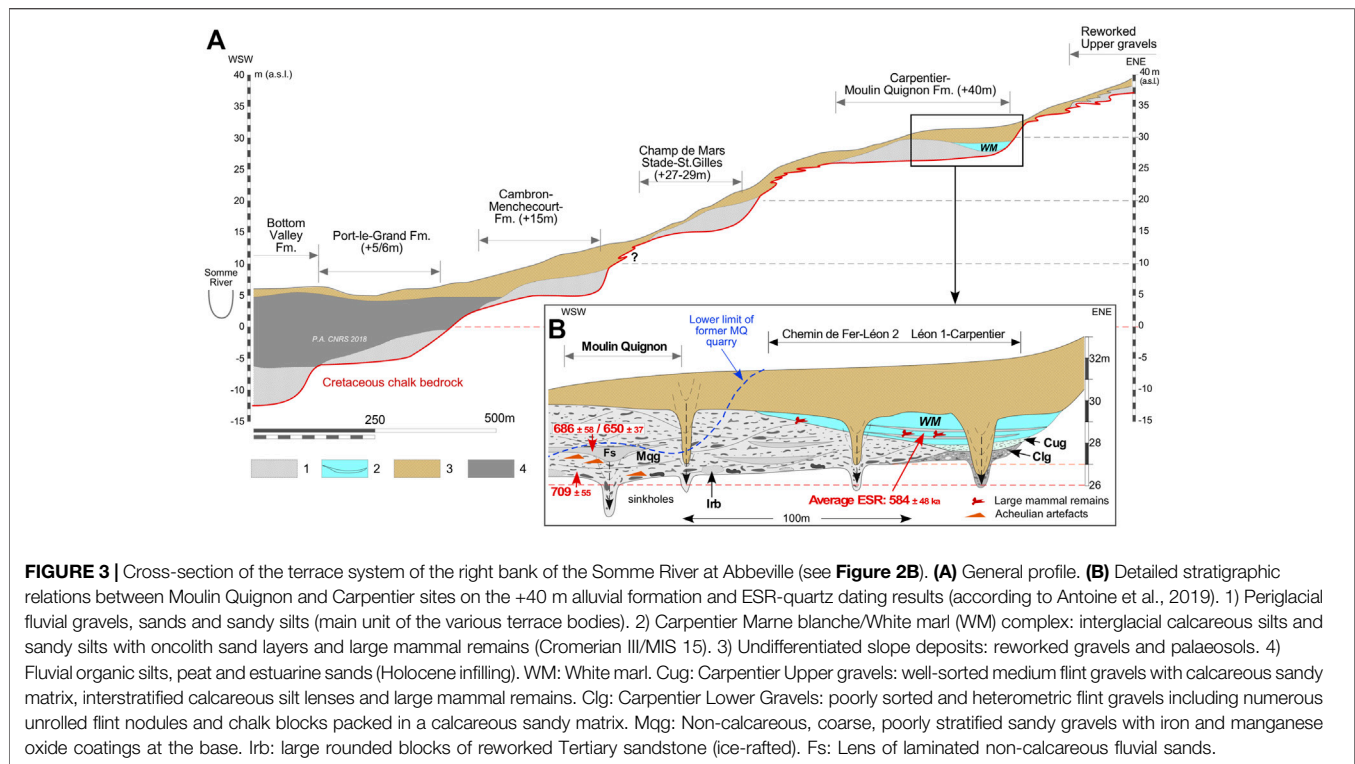 A
WSW
40
m (a.s.l.)
35
30
25
20
15
10
5
0
-5
-10
-15
Reworked
Upper gravels
ENE
40 m
(a.s.l.)
35
30
25
20
15
10
5
0
-5
-10
-15
Carpentier-
Moulin Quignon Fm. (+40m)
WM
Champ de Mars
Stade-St.Gilles
(+27-29m)
Cambron-
Menchecourt-
Fm. (+15m)
?
Bottom
Valley
Fm.
Port-le-Grand Fm.
(+5/6m)
Somme
River
P.A. CNRS 2018
Cretaceous chalk bedrock
250
500m
1
2
3
4
B
WSW
ENE
Moulin Quignon
Lower limit of
former MQ
quarry
Chemin de Fer-Léon 2
Léon 1-Carpentier
32m
30
28
26
WM
686 ± 58 / 650 ± 37
Fs
Mqg
Cug
Clg
709
± 55
sinkholes
Irb
Average ESR: 584 ± 48 ka
Large mammal remains
Acheulian artefacts
100m
FIGURE 3 | Cross-section of the terrace system of the right bank of the Somme River at Abbeville (see Figure 2B). (A) General profile. (B) Detailed stratigraphic
relations between Moulin Quignon and Carpentier sites on the +40 m alluvial formation and ESR-quartz dating results (according to Antoine et al., 2019). 1) Periglacial
fluvial gravels, sands and sandy silts (main unit of the various terrace bodies). 2) Carpentier Marne blanche/White marl (WM) complex: interglacial calcareous silts and
sandy silts with oncolith sand layers and large mammal remains (Cromerian III/MIS 15). 3) Undifferentiated slope deposits: reworked gravels and palaeosols. 4)
Fluvial organic silts, peat and estuarine sands (Holocene infilling). WM: White marl. Cug: Carpentier Upper gravels: well-sorted medium flint gravels with calcareous sandy
matrix, interstratified calcareous silt lenses and large mammal remains. Clg: Carpentier Lower Gravels: poorly sorted and heterometric flint gravels including numerous
unrolled flint nodules and chalk blocks packed in a calcareous sandy matrix. Mqg: Non-calcareous, coarse, poorly stratified sandy gravels with iron and manganese
oxide coatings at the base. Irb: large rounded blocks of reworked Tertiary sandstone (ice-rafted). Fs: Lens of laminated non-calcareous fluvial sands.